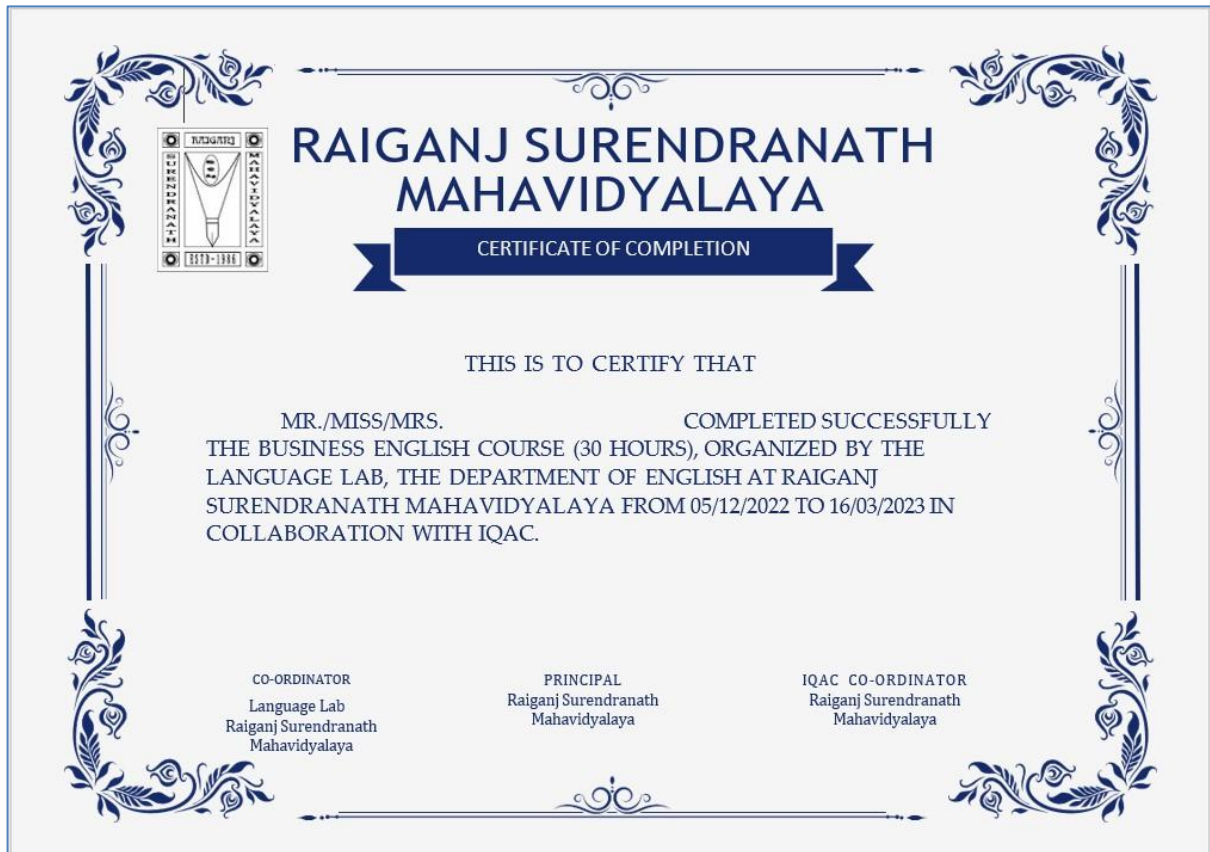 RAIGANJ
SURENDRANATH
MAHAVIDYALAYA
ESTD-1986
RAIGANJ SURENDRANATH
MAHAVIDYALAYA
CERTIFICATE OF COMPLETION
THIS IS TO CERTIFY THAT
MR./MISS/MRS. COMPLETED SUCCESSFULLY
THE BUSINESS ENGLISH COURSE (30 HOURS), ORGANIZED BY THE
LANGUAGE LAB, THE DEPARTMENT OF ENGLISH AT RAIGANJ
SURENDRANATH MAHAVIDYALAYA FROM 05/12/2022 TO 16/03/2023 IN
COLLABORATION WITH IQAC.
CO-ORDINATOR
Language Lab
Raiganj Surendranath
Mahavidyalaya
PRINCIPAL
Raiganj Surendranath
Mahavidyalaya
IQAC CO-ORDINATOR
Raiganj Surendranath
Mahavidyalaya